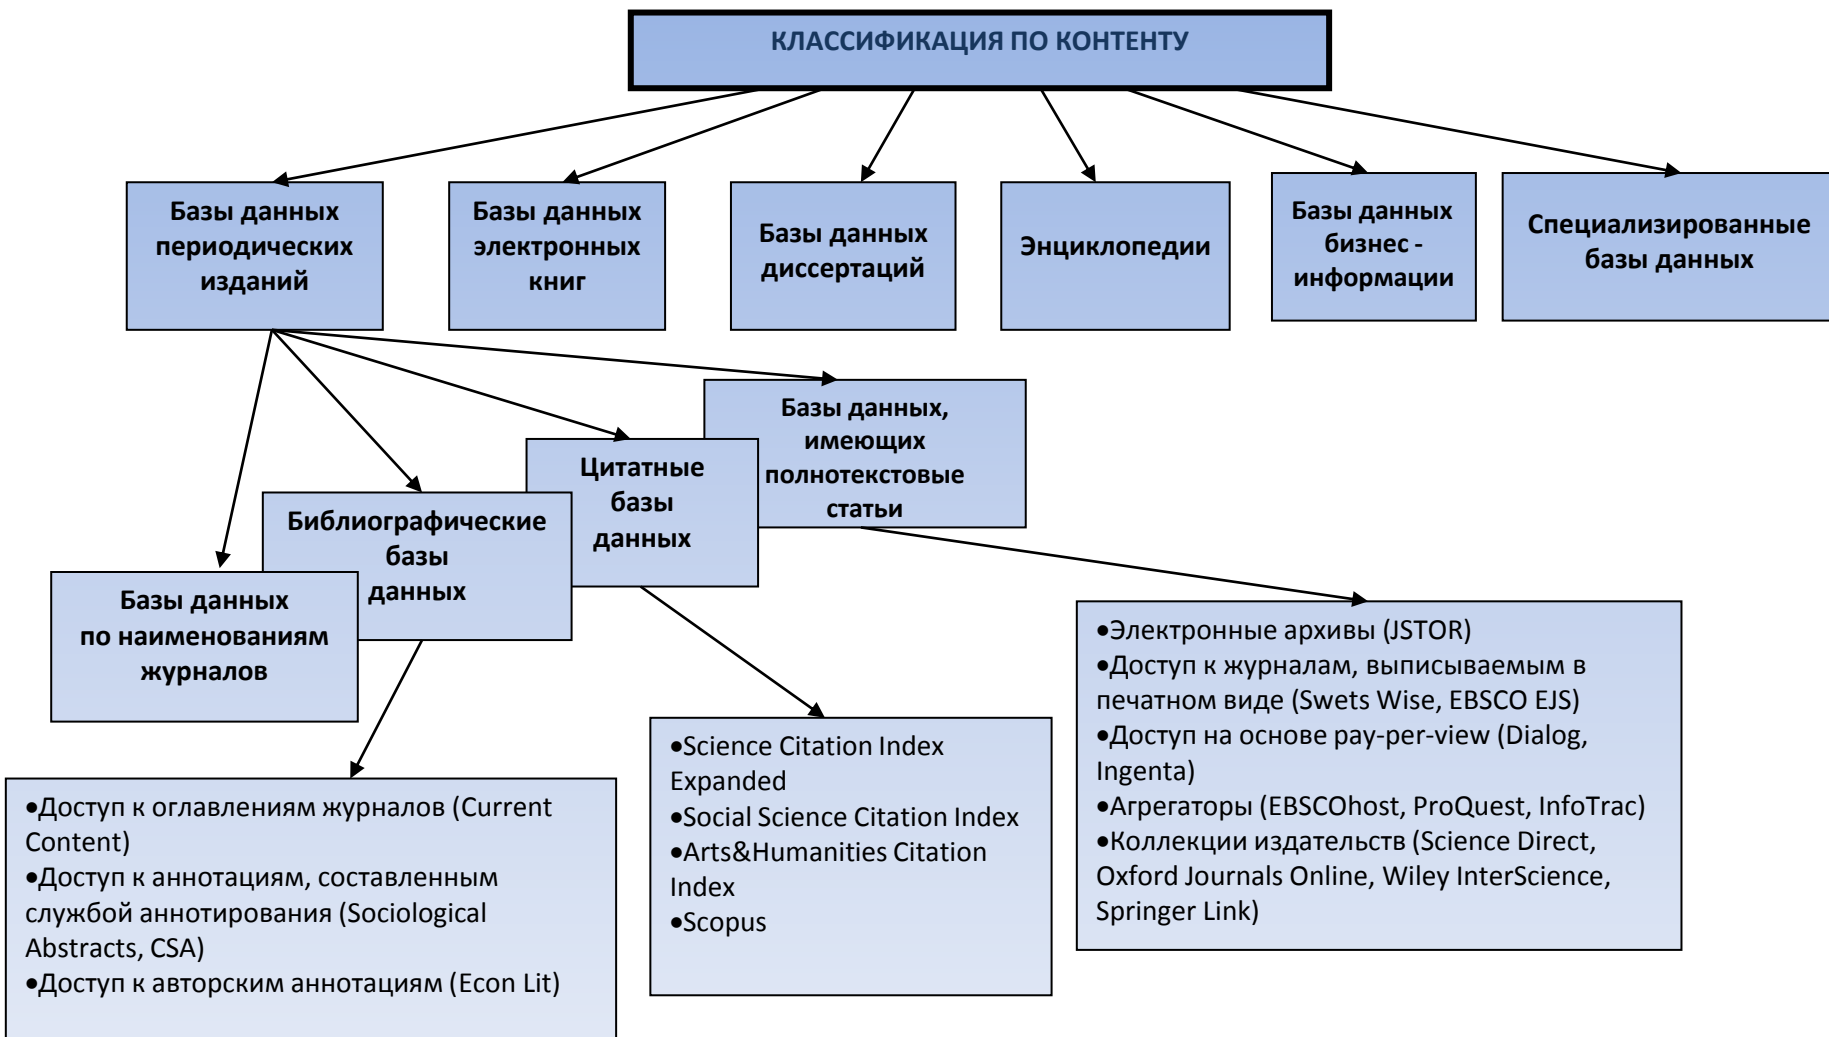 КЛАССИФИКАЦИЯ ПО КОНТЕНТУ
Базы данных
периодических
изданий
Базы данных
электронных
книг
Базы данных
диссертаций
Энциклопедии
Базы данных
бизнес -
информации
Специализированные
базы данных
Базы данных,
имеющих
полнотекстовые
статьи
Цитатные
базы
данных
Библиографические
базы
данных
Базы данных
по наименованиям
журналов
•Доступ к оглавлениям журналов (Current
Content)
•Доступ к аннотациям, составленным
службой аннотирования (Sociological
Abstracts, CSA)
•Доступ к авторским аннотациям (Econ Lit)
•Science Citation Index
Expanded
•Social Science Citation Index
•Arts&Humanities Citation
Index
•Scopus
•Электронные архивы (JSTOR)
•Доступ к журналам, выписываемым в
печатном виде (Swets Wise, EBSCO EJS)
•Доступ на основе pay-per-view (Dialog,
Ingenta)
•Агрегаторы (EBSCOhost, ProQuest, InfoTrac)
•Коллекции издательств (Science Direct,
Oxford Journals Online, Wiley InterScience,
Springer Link)